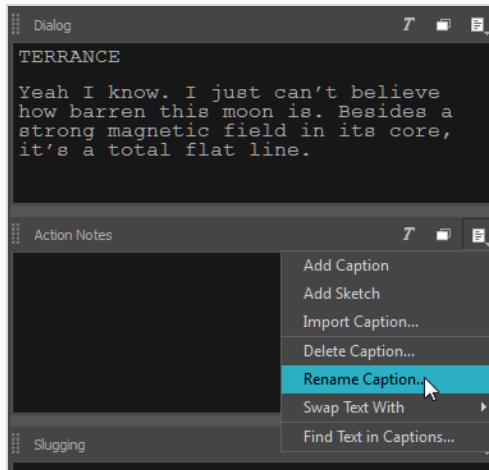 Dialog
T
TERRANCE
Yeah I know. I just can't believe
how barren this moon is. Besides a
strong magnetic field in its core,
it's a total flat line.
Action Notes
T
Add Caption
Add Sketch
Import Caption...
Delete Caption...
Rename Caption...
Swap Text With
Find Text in Captions...
Slugging